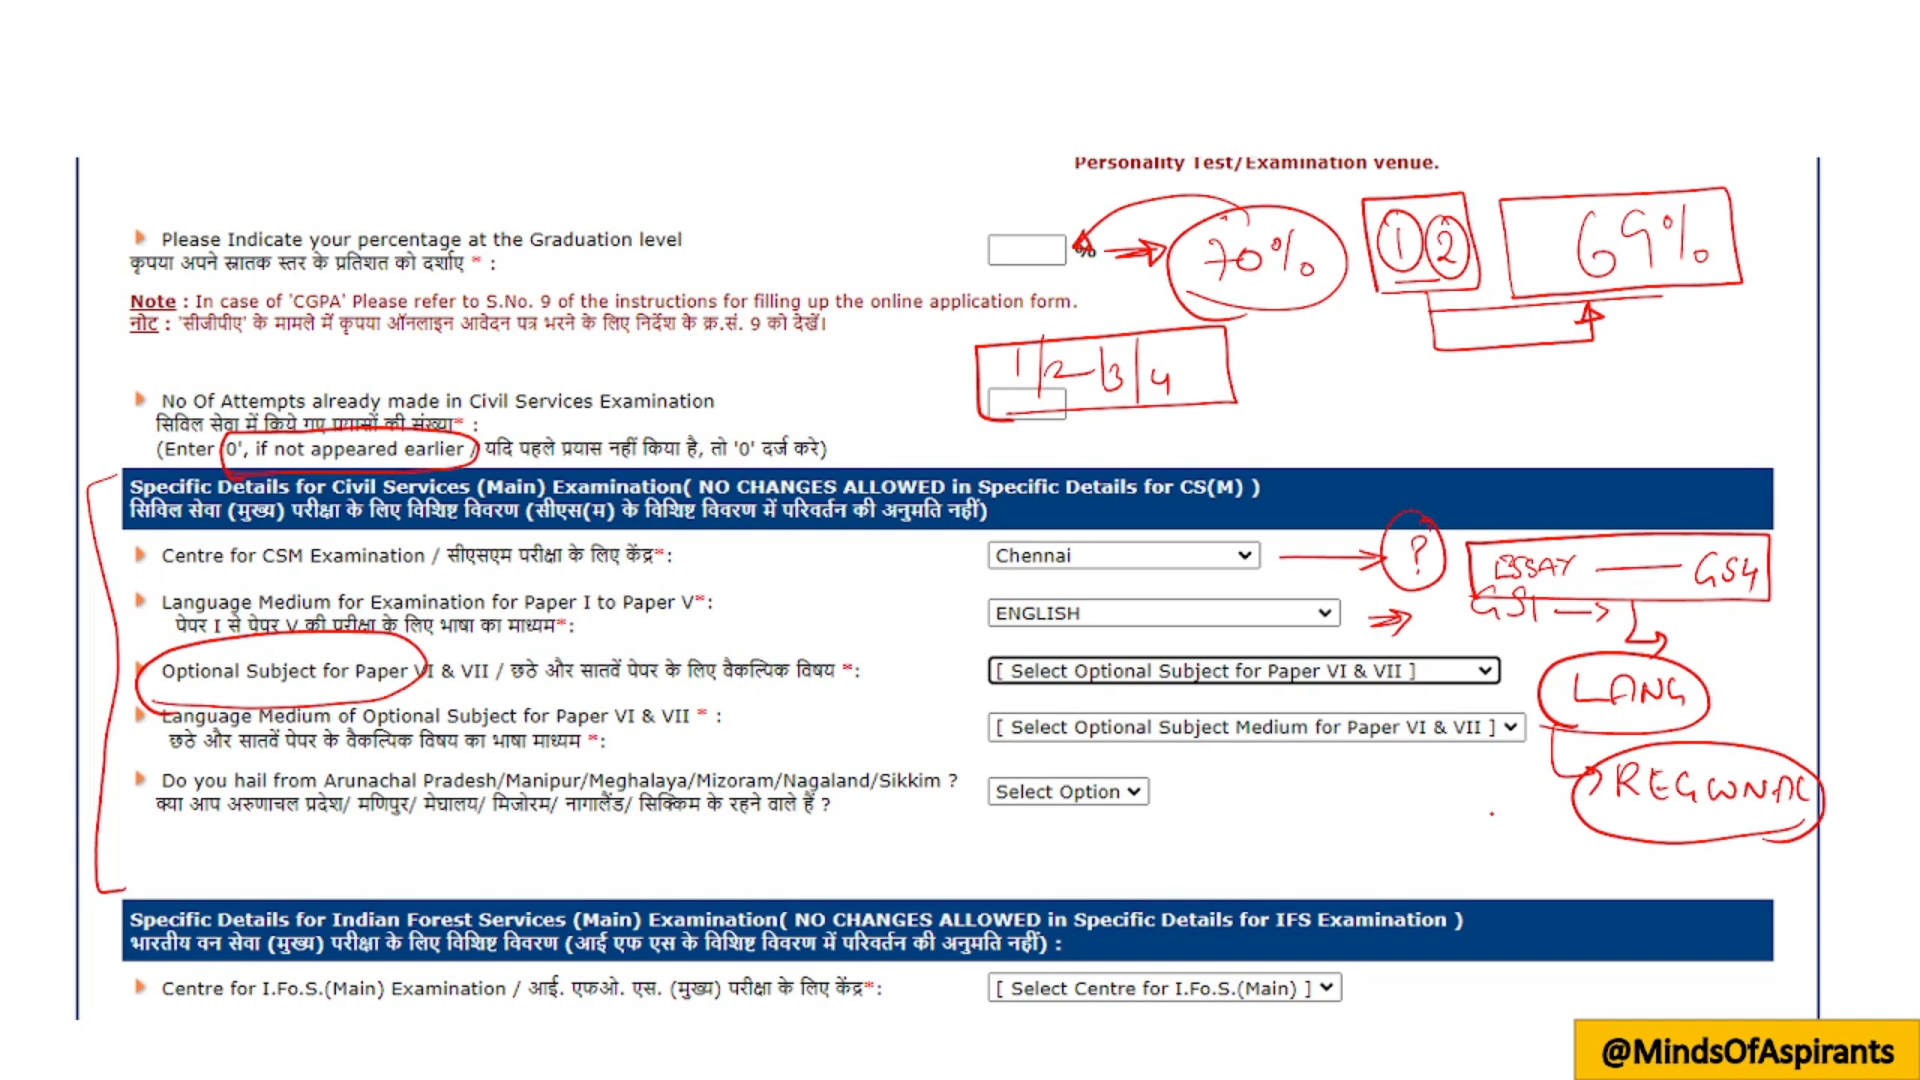 Personality Test/Examination venue.
Please Indicate your percentage at the Graduation level
कृपया अपने स्नातक स्तर के प्रतिशत को दर्शाए * :
% 70% 1 2 69%
Note : In case of 'CGPA' Please refer to S.No. 9 of the instructions for filling up the online application form.
नोट : 'सीजीपीए' के मामले में कृपया ऑनलाइन आवेदन पत्र भरने के लिए निर्देश के क्र.सं. 9 को देखें।
1/2 3 4
No Of Attempts already made in Civil Services Examination
सिविल सेवा में किये गए प्रयासों की संख्या* :
(Enter '0', if not appeared earlier / यदि पहले प्रयास नहीं किया है, तो '0' दर्ज करे)
Specific Details for Civil Services (Main) Examination( NO CHANGES ALLOWED in Specific Details for CS(M) )
सिविल सेवा (मुख्य) परीक्षा के लिए विशिष्ट विवरण (सीएस(म) के विशिष्ट विवरण में परिवर्तन की अनुमति नहीं)
Centre for CSM Examination / सीएसएम परीक्षा के लिए केंद्र*: Chennai ? ESSAY — GS4
Language Medium for Examination for Paper I to Paper V*: ENGLISH GS1
पेपर I से पेपर V की परीक्षा के लिए भाषा का माध्यम*:
Optional Subject for Paper VI & VII / छठे और सातवें पेपर के लिए वैकल्पिक विषय *: [ Select Optional Subject for Paper VI & VII ] LANG
Language Medium of Optional Subject for Paper VI & VII * : [ Select Optional Subject Medium for Paper VI & VII ]
छठे और सातवें पेपर के वैकल्पिक विषय का भाषा माध्यम *:
Do you hail from Arunachal Pradesh/Manipur/Meghalaya/Mizoram/Nagaland/Sikkim ? Select Option REGIONAL
क्या आप अरुणाचल प्रदेश/ मणिपुर/ मेघालय/ मिजोरम/ नागालैंड/ सिक्किम के रहने वाले हैं ?
Specific Details for Indian Forest Services (Main) Examination( NO CHANGES ALLOWED in Specific Details for IFS Examination )
भारतीय वन सेवा (मुख्य) परीक्षा के लिए विशिष्ट विवरण (आई एफ एस के विशिष्ट विवरण में परिवर्तन की अनुमति नहीं) :
Centre for I.Fo.S.(Main) Examination / आई. एफओ. एस. (मुख्य) परीक्षा के लिए केंद्र*: [ Select Centre for I.Fo.S.(Main) ]
@MindsOfAspirants